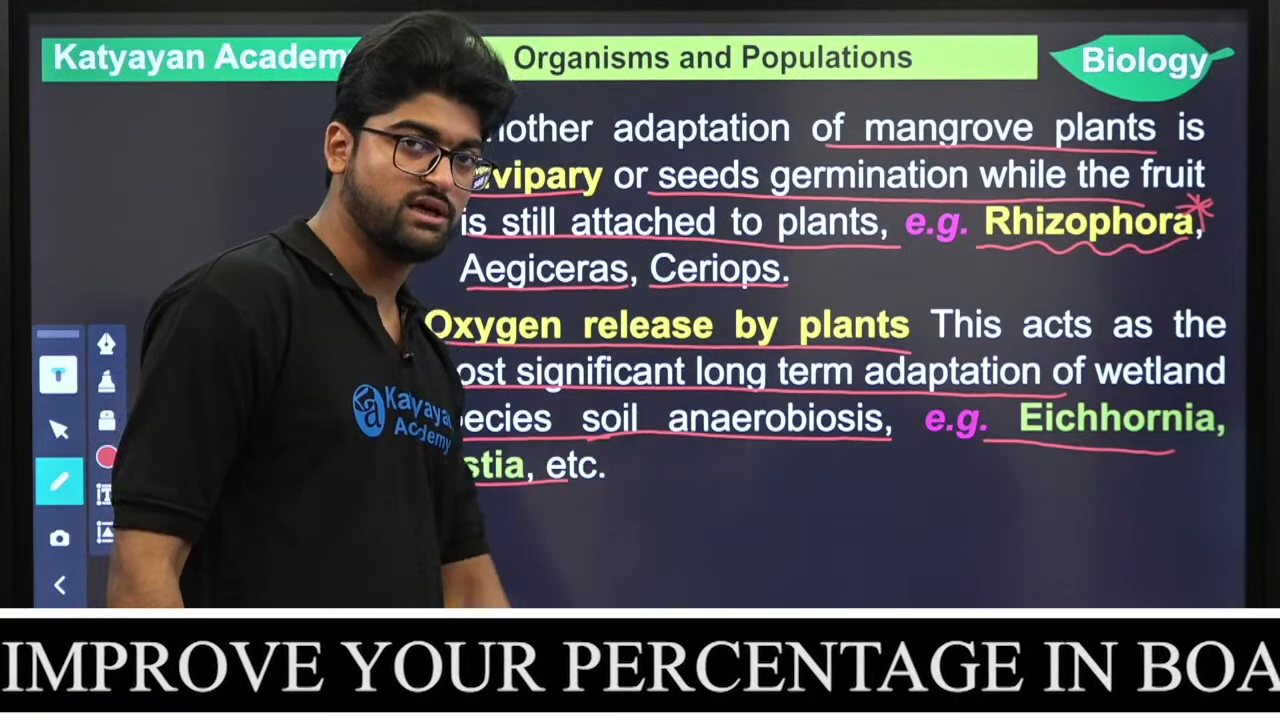 Katyayan Academ
Organisms and Populations
Biology
nother adaptation of mangrove plants is
vipary or seeds germination while the fruit
is still attached to plants, e.g. Rhizophora,*
Aegiceras, Ceriops.
Oxygen release by plants This acts as the
ost significant long term adaptation of wetland
ecies soil anaerobiosis, e.g. Eichhornia,
stia, etc.
Katyayan
Academy
IMPROVE YOUR PERCENTAGE IN BOA